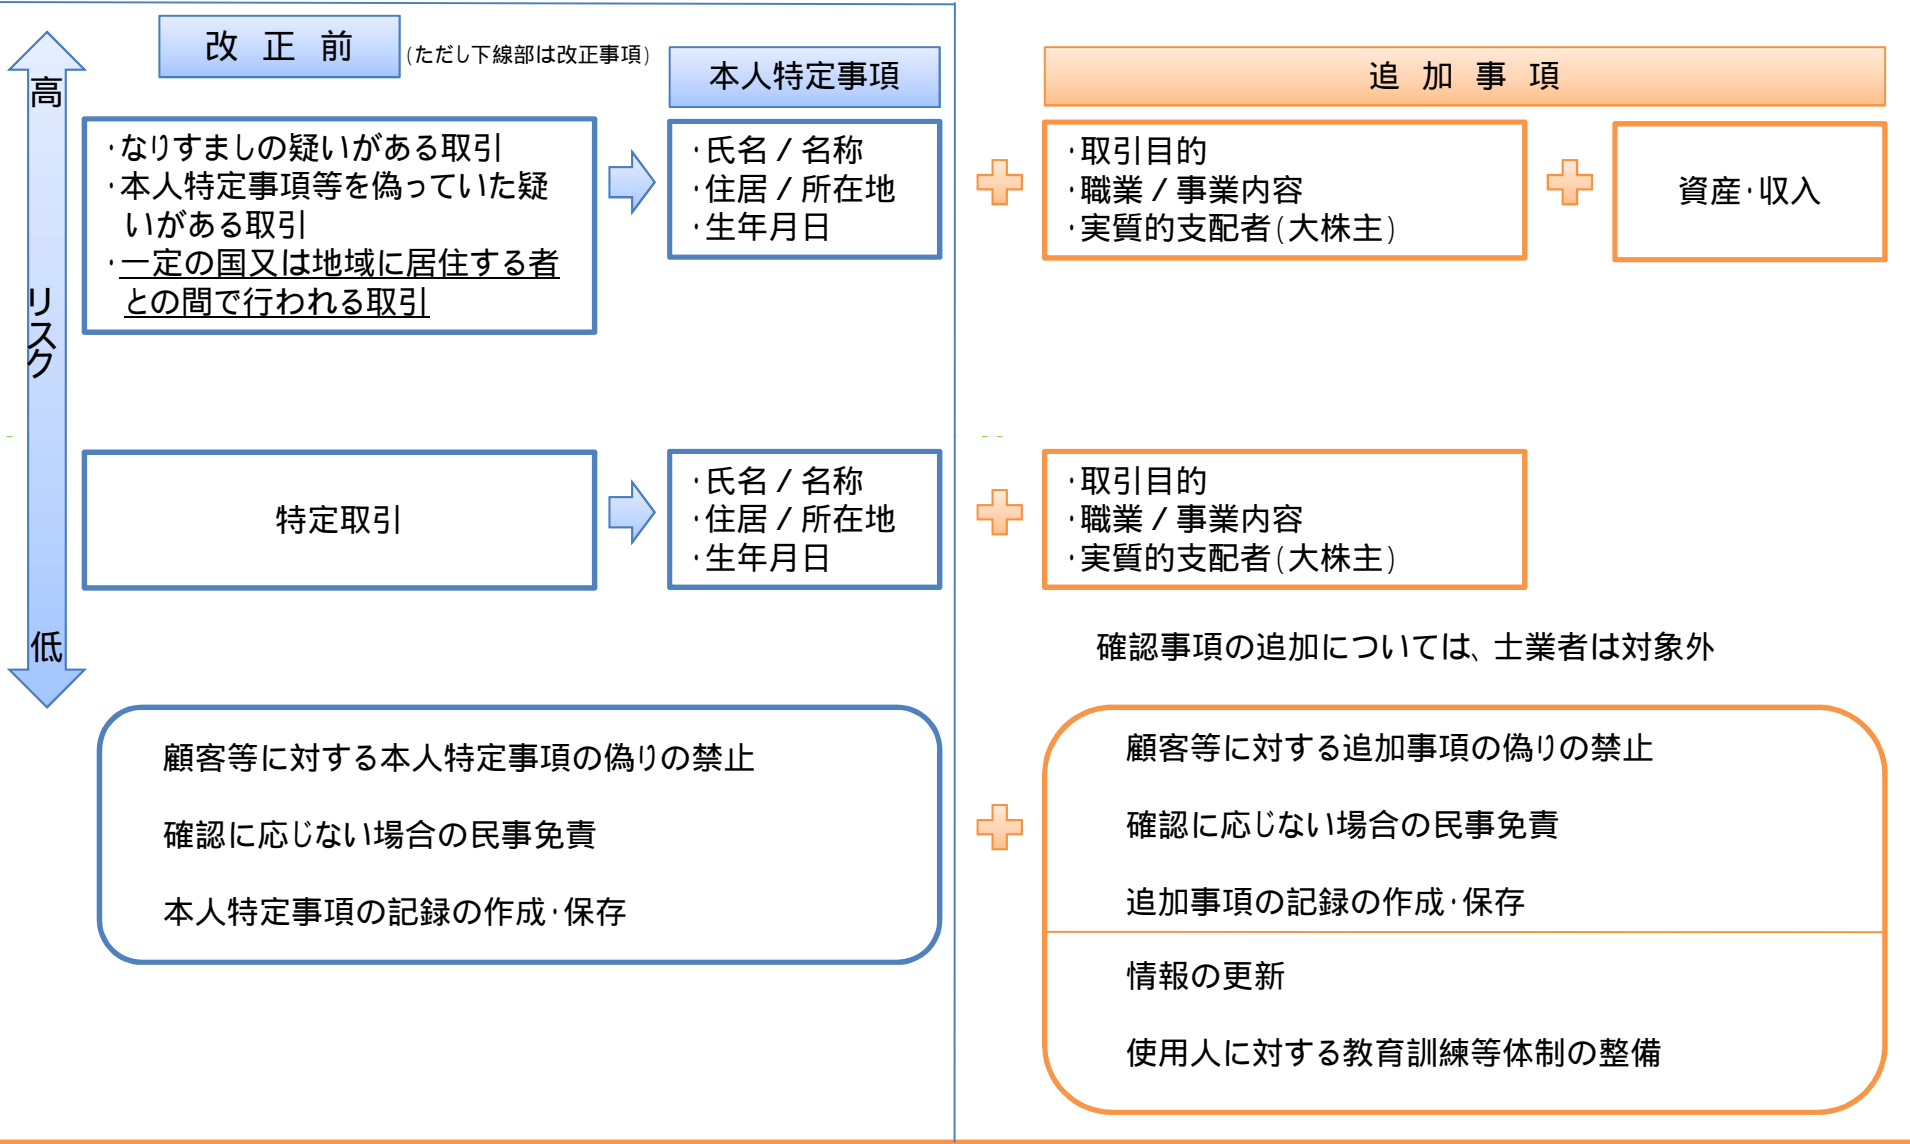 改正前
(ただし下線部は改正事項)
本人特定事項
追加事項
高
リスク
低
・なりすましの疑いがある取引
・本人特定事項等を偽っていた疑
いがある取引
・一定の国又は地域に居住する者
との間で行われる取引
・氏名/名称
・住居/所在地
・生年月日
・取引目的
・職業/事業内容
・実質的支配者(大株主)
資産・収入
特定取引
・氏名/名称
・住居/所在地
・生年月日
・取引目的
・職業/事業内容
・実質的支配者(大株主)
確認事項の追加については、士業者は対象外
顧客等に対する本人特定事項の偽りの禁止
確認に応じない場合の民事免責
本人特定事項の記録の作成・保存
顧客等に対する追加事項の偽りの禁止
確認に応じない場合の民事免責
追加事項の記録の作成・保存
情報の更新
使用人に対する教育訓練等体制の整備